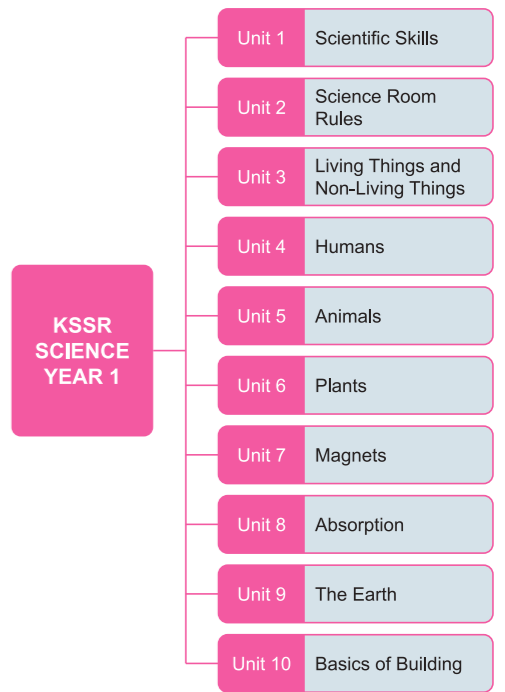 KSSR
SCIENCE
YEAR 1
Unit 1 Scientific Skills
Unit 2 Science Room
Rules
Unit 3 Living Things and
Non-Living Things
Unit 4 Humans
Unit 5 Animals
Unit 6 Plants
Unit 7 Magnets
Unit 8 Absorption
Unit 9 The Earth
Unit 10 Basics of Building